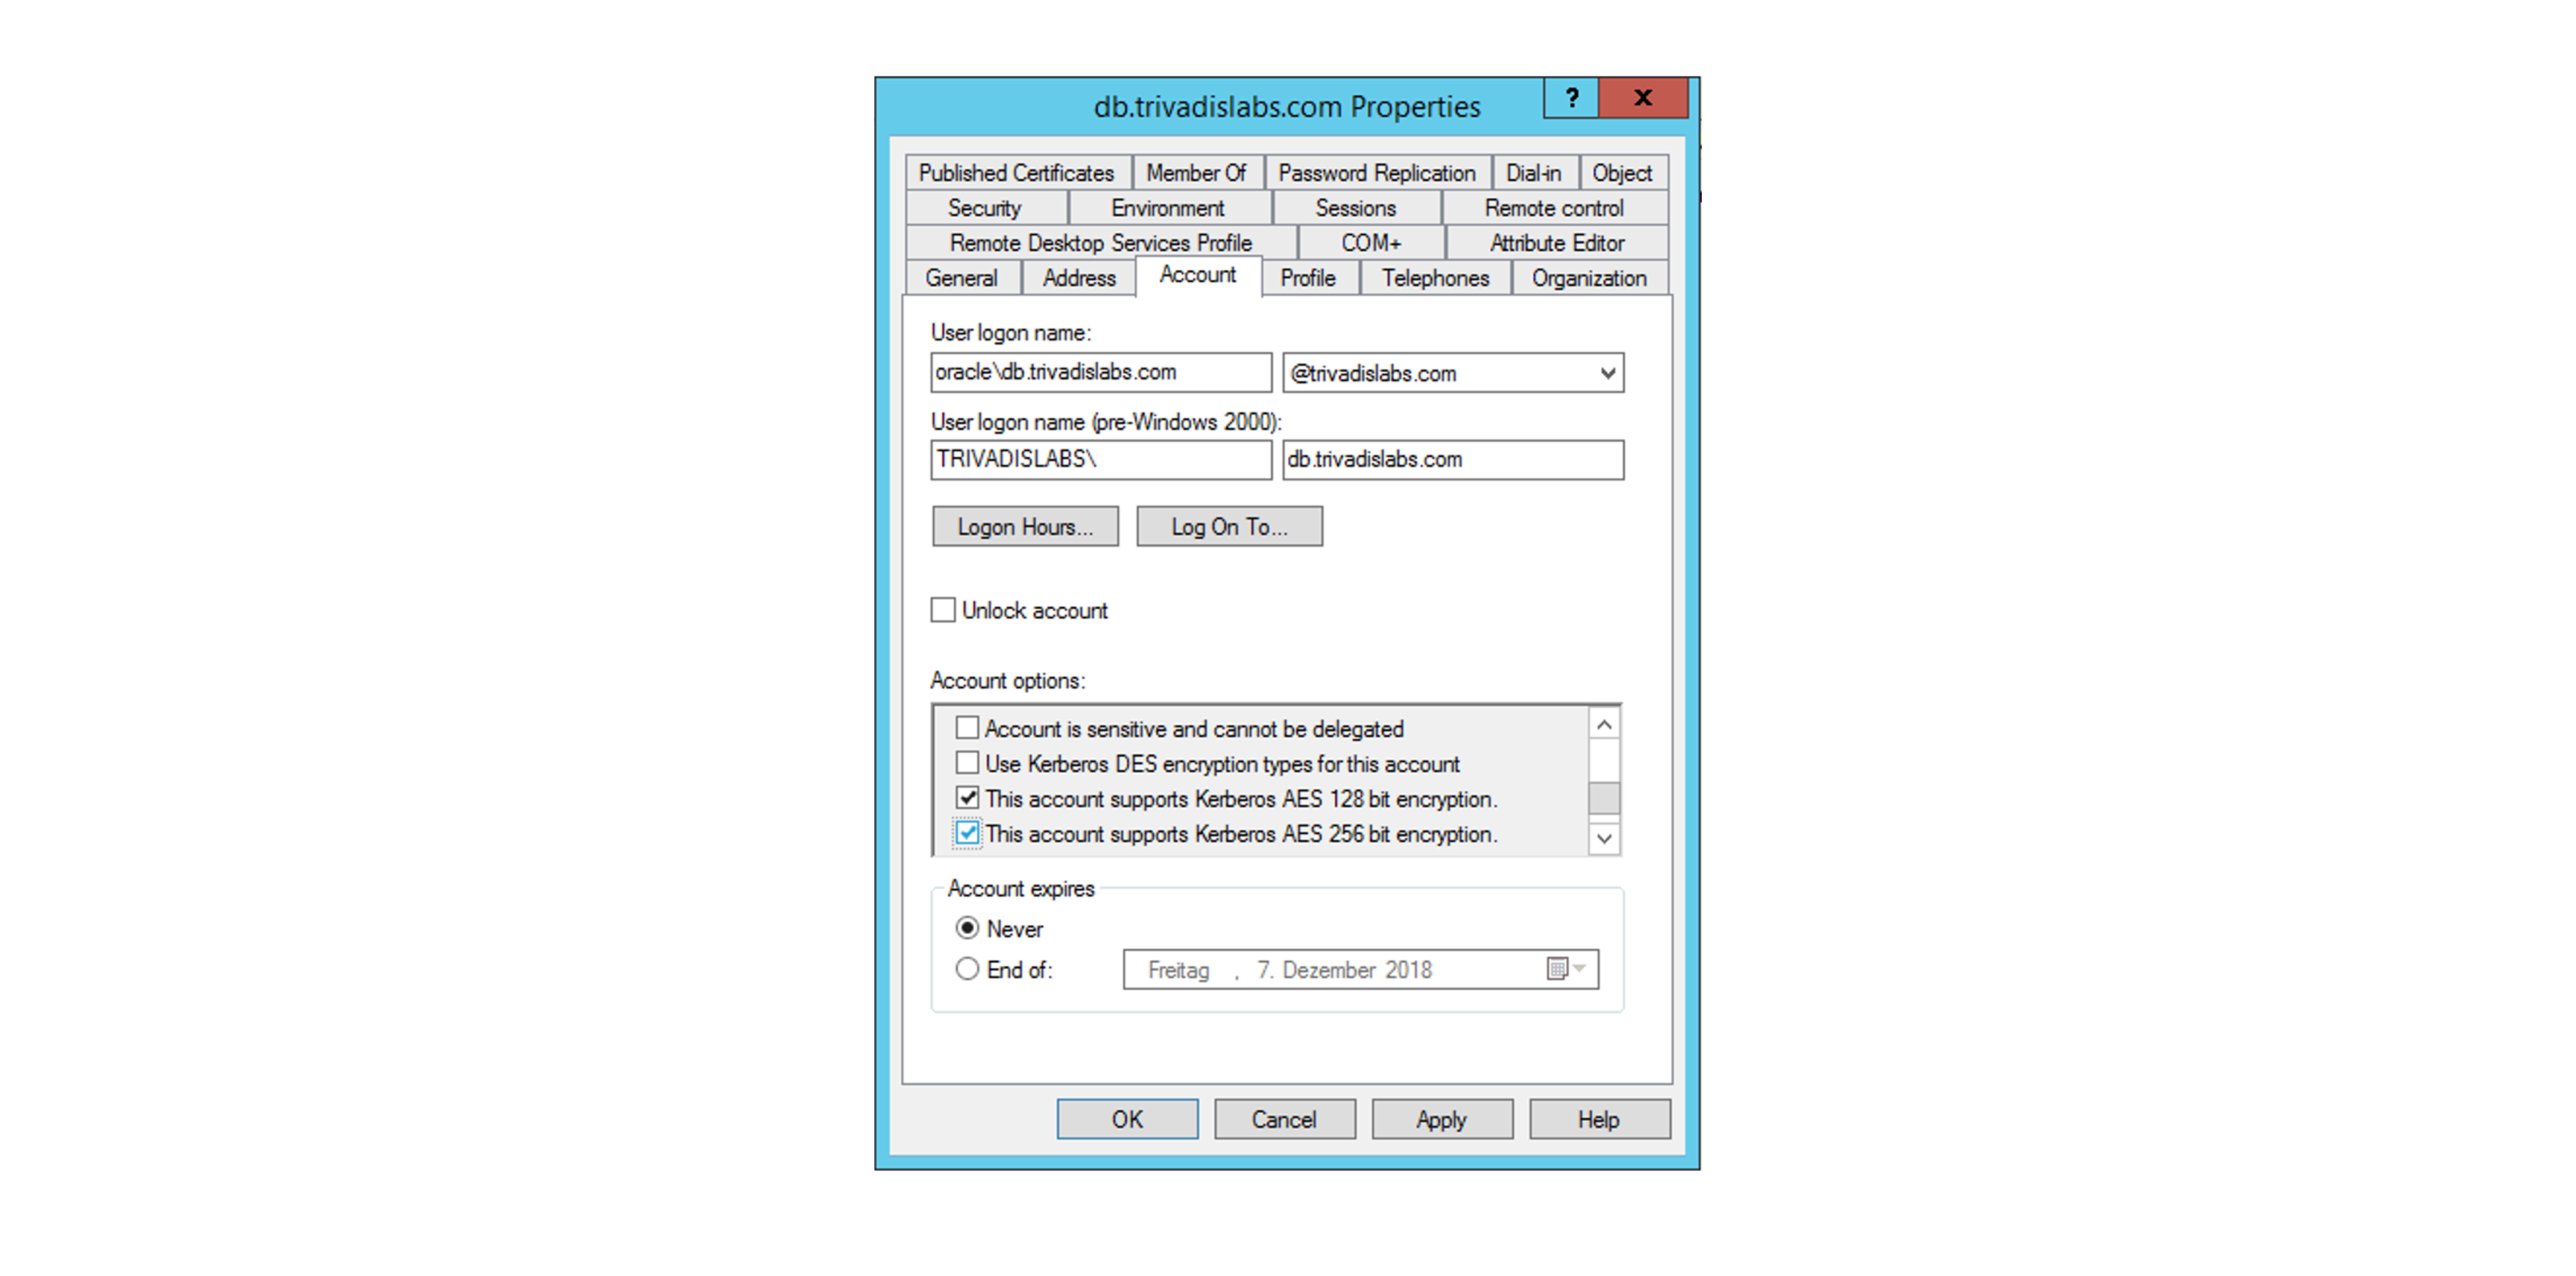 db.trivadislabs.com Properties
? x
Published Certificates Member Of Password Replication Dial-in Object
Security Environment Sessions Remote control
Remote Desktop Services Profile COM+ Attribute Editor
General Address Account Profile Telephones Organization
User logon name:
oracle\db.trivadislabs.com @trivadislabs.com
User logon name (pre-Windows 2000):
TRIVADISLABS\ db.trivadislabs.com
Logon Hours... Log On To...
Unlock account
Account options:
Account is sensitive and cannot be delegated
Use Kerberos DES encryption types for this account
This account supports Kerberos AES 128 bit encryption.
This account supports Kerberos AES 256 bit encryption.
Account expires
Never
End of: Freitag , 7. Dezember 2018
OK Cancel Apply Help